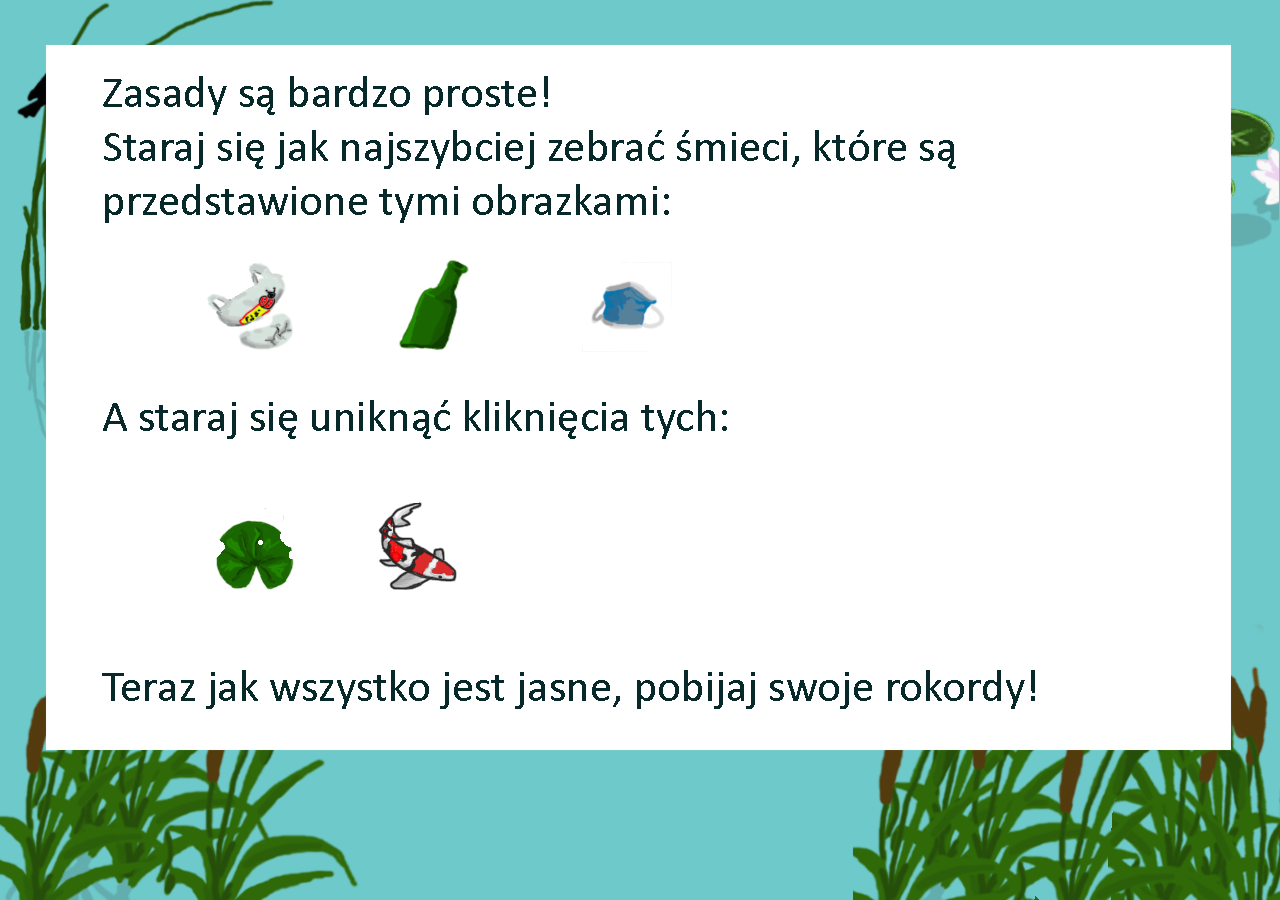 Zasady są bardzo proste!
Staraj się jak najszybciej zebrać śmieci, które są
przedstawione tymi obrazkami:
A staraj się uniknąć kliknięcia tych:
Teraz jak wszystko jest jasne, pobijaj swoje rokordy!